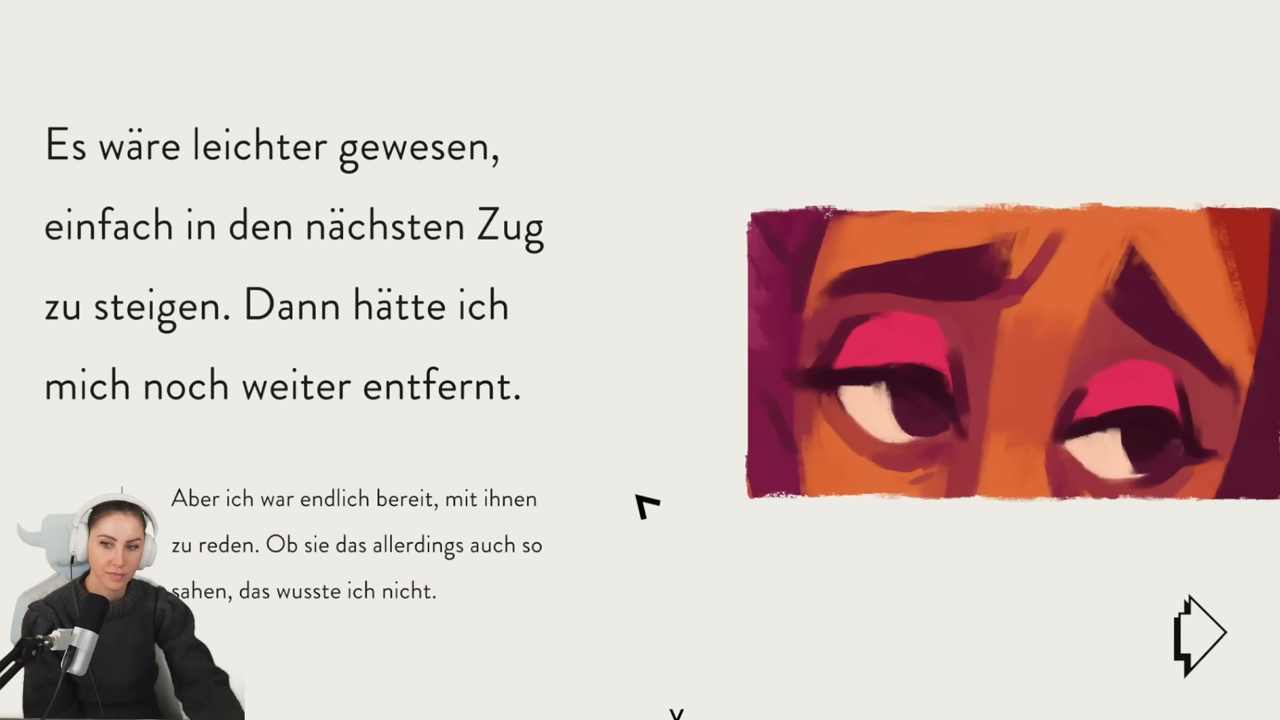 Es wäre leichter gewesen,
einfach in den nächsten Zug
zu steigen. Dann hätte ich
mich noch weiter entfernt.
Aber ich war endlich bereit, mit ihnen
zu reden. Ob sie das allerdings auch so
sahen, das wusste ich nicht.